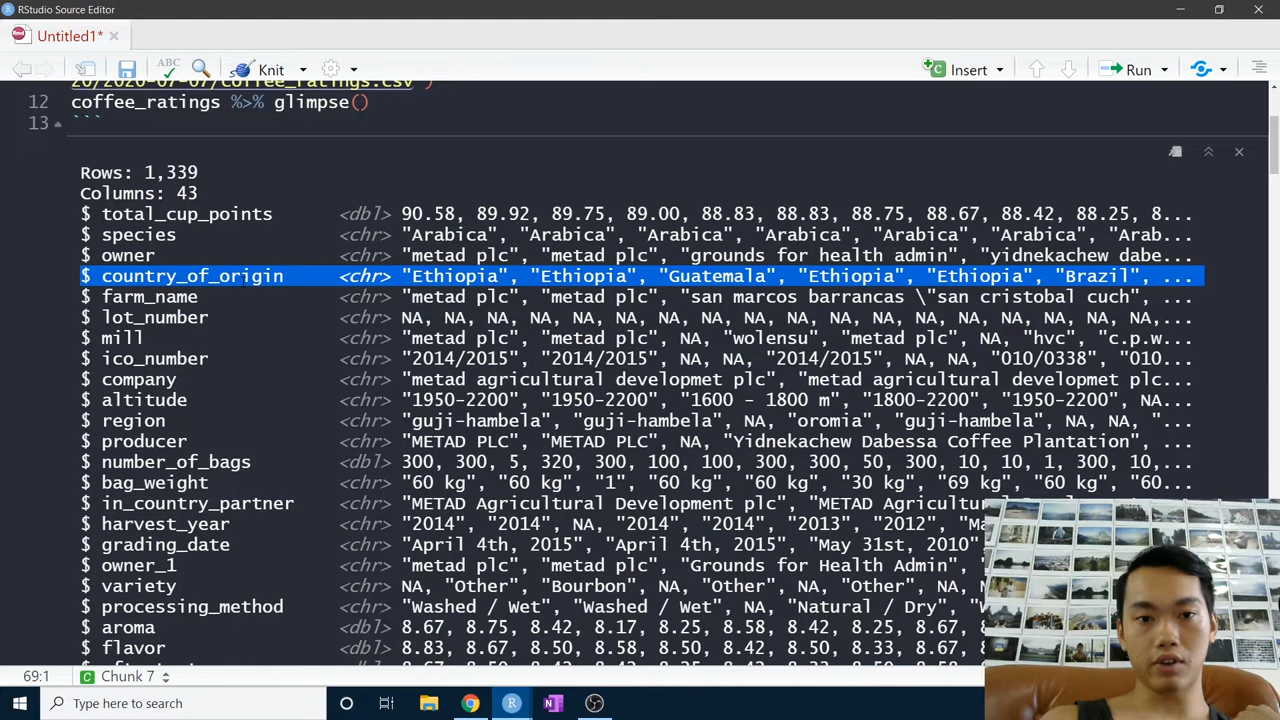 RStudio Source Editor
Untitled1*
ABC
Knit
Insert
Run
20/2020-07-07/coffee_ratings.csv")
12 coffee_ratings %>% glimpse()
13 ```
Rows: 1,339
Columns: 43
$ total_cup_points <dbl> 90.58, 89.92, 89.75, 89.00, 88.83, 88.83, 88.75, 88.67, 88.42, 88.25, 8...
$ species <chr> "Arabica", "Arabica", "Arabica", "Arabica", "Arabica", "Arabica", "Arab...
$ owner <chr> "metad plc", "metad plc", "grounds for health admin", "yidnekachew dabe...
$ country_of_origin <chr> "Ethiopia", "Ethiopia", "Guatemala", "Ethiopia", "Ethiopia", "Brazil", ...
$ farm_name <chr> "metad plc", "metad plc", "san marcos barrancas \"san cristobal cuch", ...
$ lot_number <chr> NA, NA, NA, NA, NA, NA, NA, NA, NA, NA, NA, NA, NA, NA, NA, NA, NA, NA,...
$ mill <chr> "metad plc", "metad plc", NA, "wolensu", "metad plc", NA, "hvc", "c.p.w...
$ ico_number <chr> "2014/2015", "2014/2015", NA, NA, "2014/2015", NA, NA, "010/0338", "010...
$ company <chr> "metad agricultural developmet plc", "metad agricultural developmet plc...
$ altitude <chr> "1950-2200", "1950-2200", "1600 - 1800 m", "1800-2200", "1950-2200", NA...
$ region <chr> "guji-hambela", "guji-hambela", NA, "oromia", "guji-hambela", NA, NA, "...
$ producer <chr> "METAD PLC", "METAD PLC", NA, "Yidnekachew Dabessa Coffee Plantation", ...
$ number_of_bags <dbl> 300, 300, 5, 320, 300, 100, 100, 300, 300, 50, 300, 10, 10, 1, 300, 10,...
$ bag_weight <chr> "60 kg", "60 kg", "1", "60 kg", "60 kg", "30 kg", "69 kg", "60 kg", "60...
$ in_country_partner <chr> "METAD Agricultural Development plc", "METAD Agricultural
$ harvest_year <chr> "2014", "2014", NA, "2014", "2014", "2013", "2012", "Ma
$ grading_date <chr> "April 4th, 2015", "April 4th, 2015", "May 31st, 2010"
$ owner_1 <chr> "metad plc", "metad plc", "Grounds for Health Admin",
$ variety <chr> NA, "Other", "Bourbon", NA, "Other", NA, "Other", NA,
$ processing_method <chr> "Washed / Wet", "Washed / Wet", NA, "Natural / Dry",
$ aroma <dbl> 8.67, 8.75, 8.42, 8.17, 8.25, 8.58, 8.42, 8.25, 8.67,
$ flavor <dbl> 8.83, 8.67, 8.50, 8.58, 8.50, 8.42, 8.50, 8.33, 8.67,
69:1
Chunk 7
Type here to search